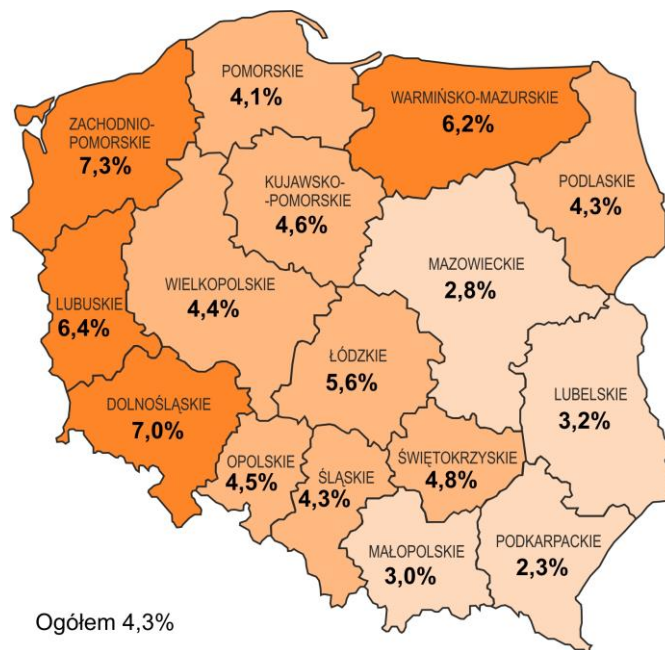 POMORSKIE
4,1%
WARMIŃSKO-MAZURSKIE
6,2%
ZACHODNIO-
POMORSKIE
7,3%
KUJAWSKO-
-POMORSKIE
4,6%
PODLASKIE
4,3%
MAZOWIECKIE
2,8%
WIELKOPOLSKIE
4,4%
LUBUSKIE
6,4%
ŁÓDZKIE
5,6%
LUBELSKIE
3,2%
DOLNOŚLĄSKIE
7,0%
OPOLSKIE
4,5%
ŚLĄSKIE
4,3%
ŚWIĘTOKRZYSKIE
4,8%
MAŁOPOLSKIE
3,0%
PODKARPACKIE
2,3%
Ogółem 4,3%